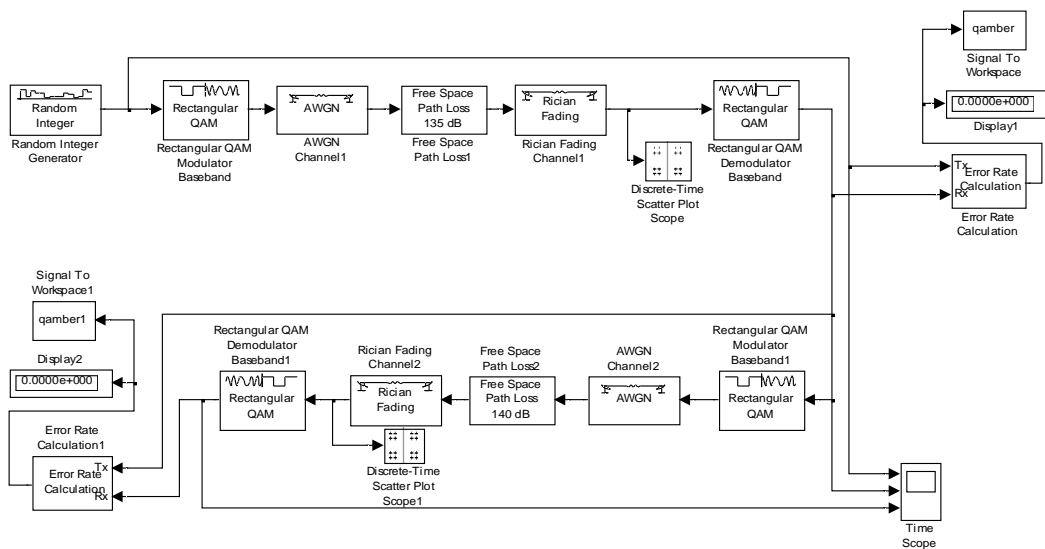 Random
Integer
Random Integer
Generator
Rectangular
QAM
Rectangular QAM
Modulator
Baseband
AWGN
AWGN
Channel1
Free Space
Path Loss
135 dB
Free Space
Path Loss1
Rician
Fading
Rician Fading
Channel1
Discrete-Time
Scatter Plot
Scope
Rectangular
QAM
Rectangular QAM
Demodulator
Baseband
qamber
Signal To
Workspace
0.0000e+000
Display1
Tx
Rx
Error Rate
Calculation
Error Rate
Calculation
Signal To
Workspace1
qamber1
Display2
0.0000e+000
Error Rate
Calculation1
Error Rate
Calculation
Tx
Rx
Rectangular QAM
Demodulator
Baseband1
Rectangular
QAM
Rician Fading
Channel2
Rician
Fading
Discrete-Time
Scatter Plot
Scope1
Free Space
Path Loss2
Free Space
Path Loss
140 dB
AWGN
Channel2
AWGN
Rectangular QAM
Modulator
Baseband1
Rectangular
QAM
Time
Scope